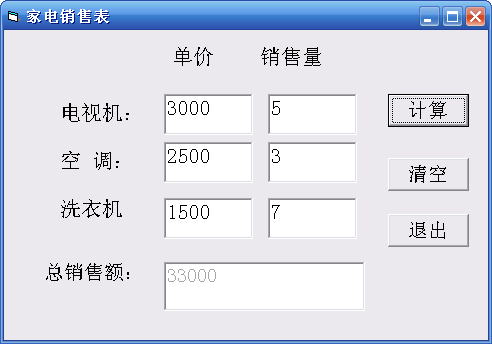 家电销售表
单价 销售量
电视机: 3000 5 计算
空 调: 2500 3 清空
洗衣机 1500 7 退出
总销售额: 33000